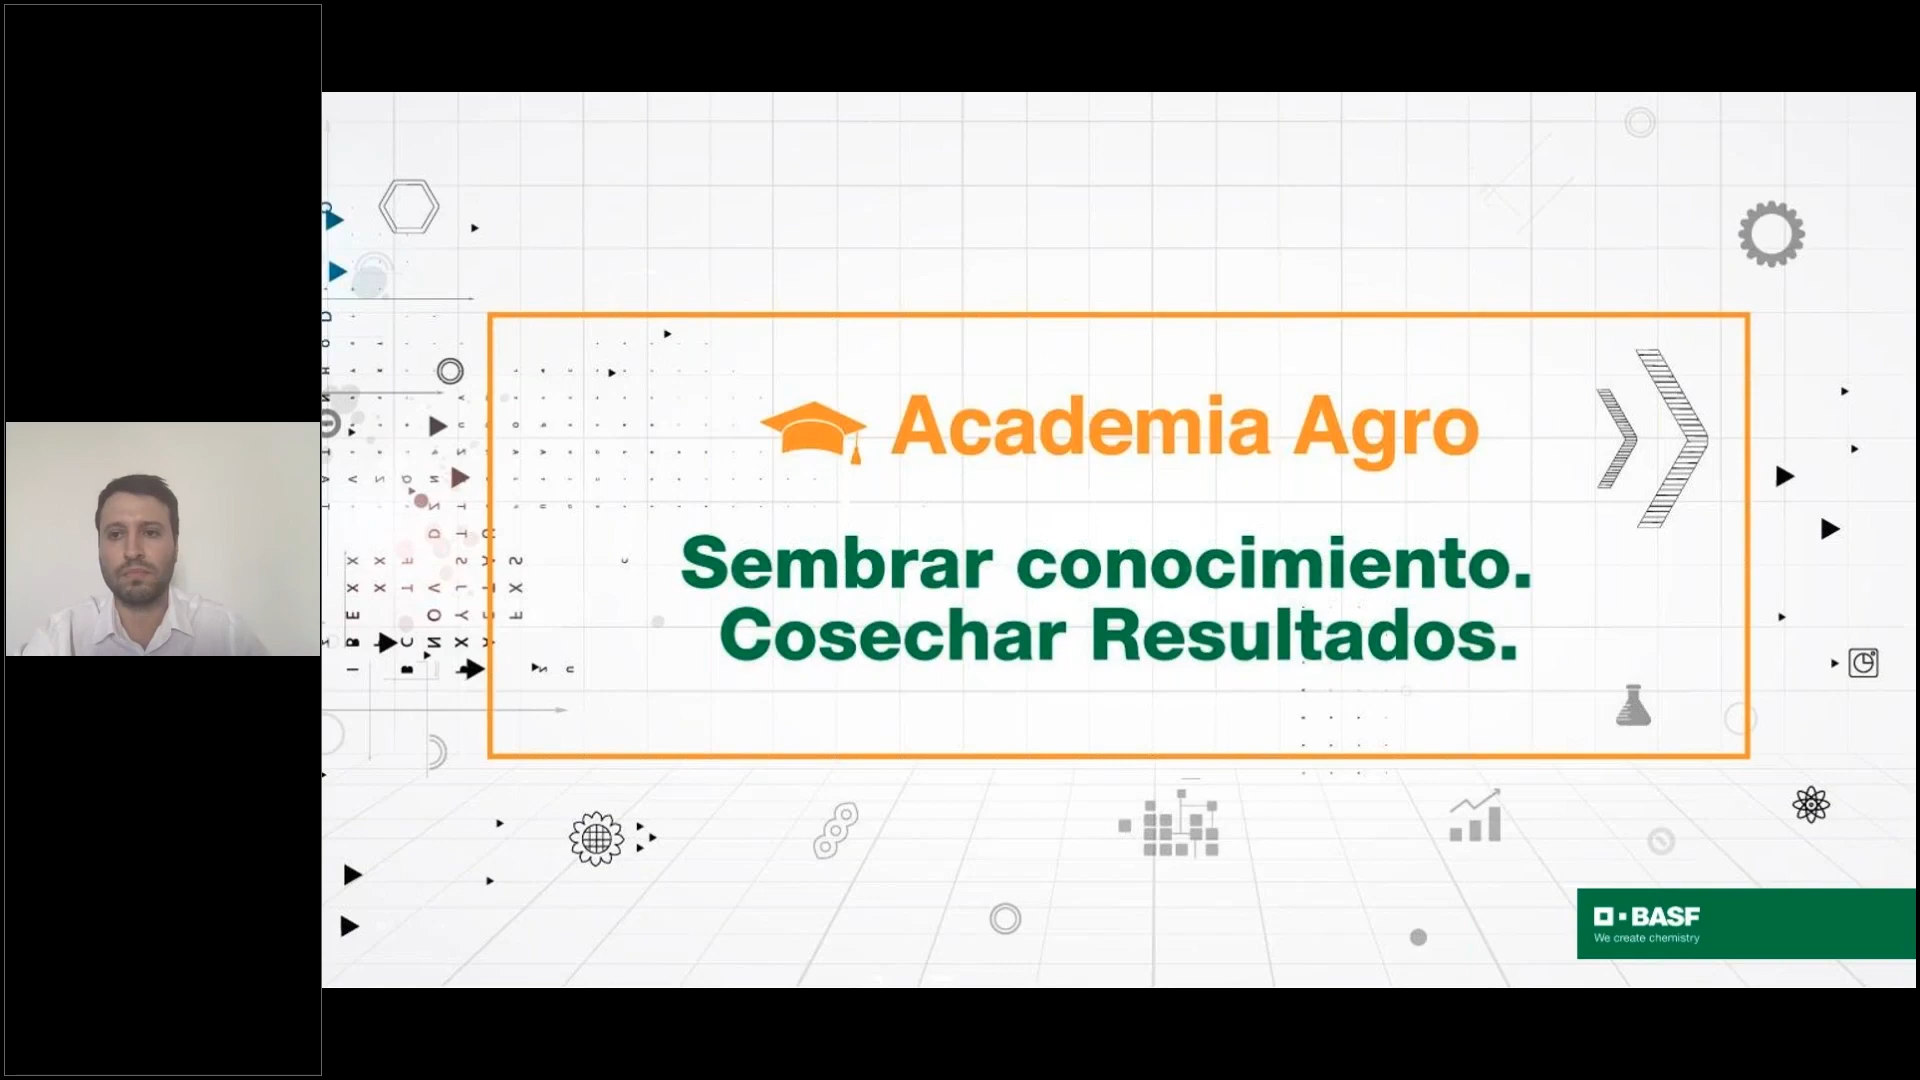 Academia Agro
Sembrar conocimiento.
Cosechar Resultados.
BASF
We create chemistry